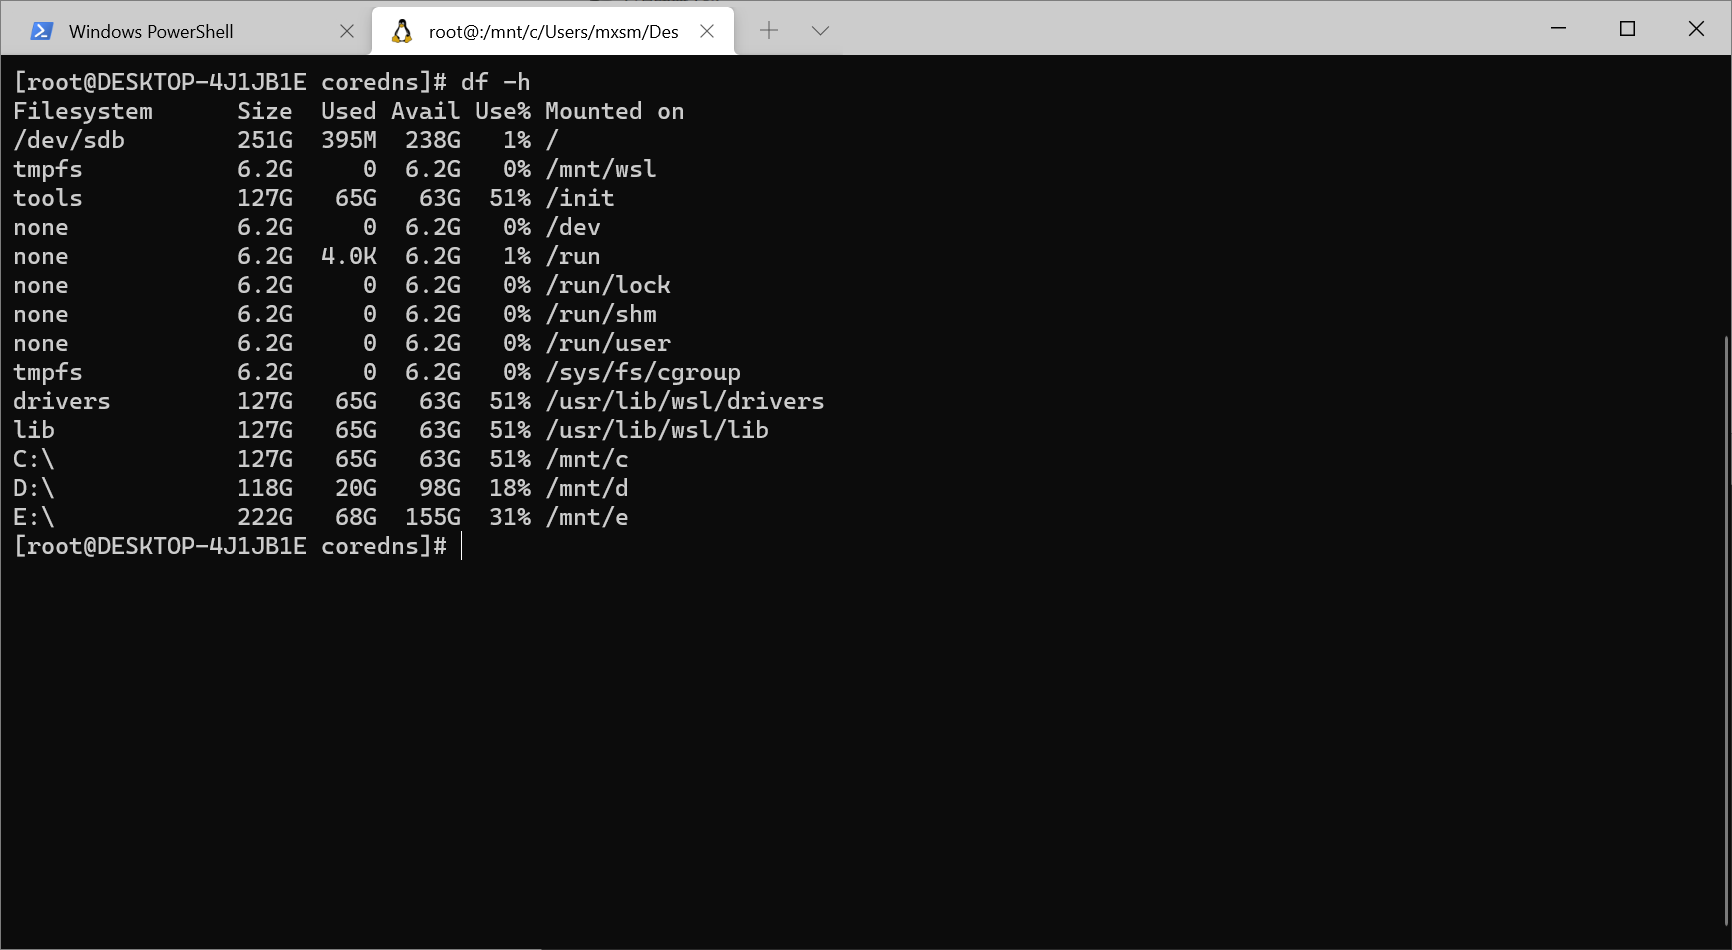 Windows PowerShell
root@:/mnt/c/Users/mxsm/Des
[root@DESKTOP-4J1JB1E coredns]# df -h
Filesystem      Size  Used Avail Use% Mounted on
/dev/sdb        251G  395M  238G   1% /
tmpfs           6.2G     0  6.2G   0% /mnt/wsl
tools           127G   65G   63G  51% /init
none            6.2G     0  6.2G   0% /dev
none            6.2G  4.0K  6.2G   1% /run
none            6.2G     0  6.2G   0% /run/lock
none            6.2G     0  6.2G   0% /run/shm
none            6.2G     0  6.2G   0% /run/user
tmpfs           6.2G     0  6.2G   0% /sys/fs/cgroup
drivers         127G   65G   63G  51% /usr/lib/wsl/drivers
lib             127G   65G   63G  51% /usr/lib/wsl/lib
C:\             127G   65G   63G  51% /mnt/c
D:\             118G   20G   98G  18% /mnt/d
E:\             222G   68G  155G  31% /mnt/e
[root@DESKTOP-4J1JB1E coredns]#